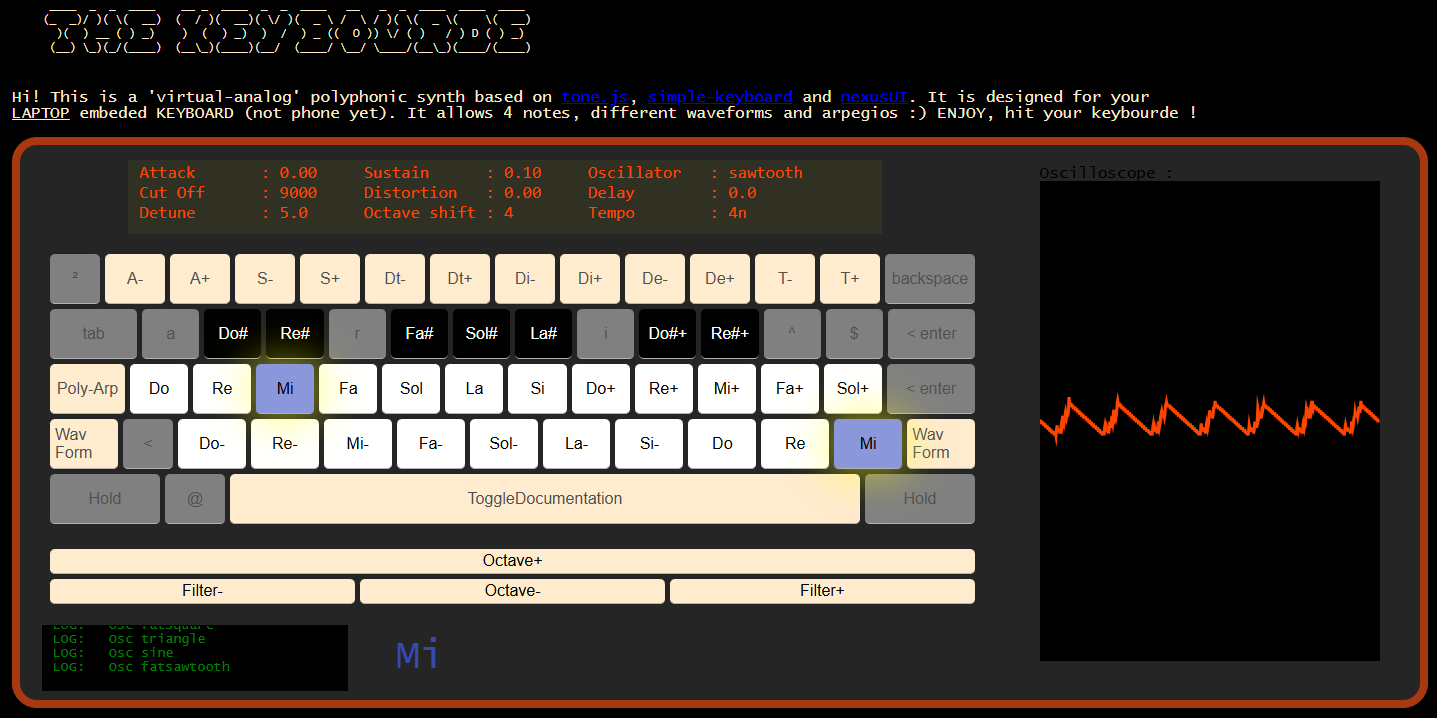 THE KEYBOURDE
Hi! This is a 'virtual-analog' polyphonic synth based on tone.js, simple-keyboard and nexusUI. It is designed for your
LAPTOP embeded KEYBOARD (not phone yet). It allows 4 notes, different waveforms and arpegios :) ENJOY, hit your keybourde !
Attack : 0.00 Sustain : 0.10 Oscillator : sawtooth
Cut Off : 9000 Distortion : 0.00 Delay : 0.0
Detune : 5.0 Octave shift : 4 Tempo : 4n
Oscilloscope :
² A- A+ S- S+ Dt- Dt+ Di- Di+ De- De+ T- T+ backspace
tab a Do# Re# r Fa# Sol# La# i Do#+ Re#+ ^ $ < enter
Poly-Arp Do Re Mi Fa Sol La Si Do+ Re+ Mi+ Fa+ Sol+ < enter
Wav Form < Do- Re- Mi- Fa- Sol- La- Si- Do Re Mi Wav Form
Hold @ ToggleDocumentation Hold
Octave+
Filter- Octave- Filter+
LOG: Osc fatsquare
LOG: Osc triangle
LOG: Osc sine
LOG: Osc fatsawtooth
Mi